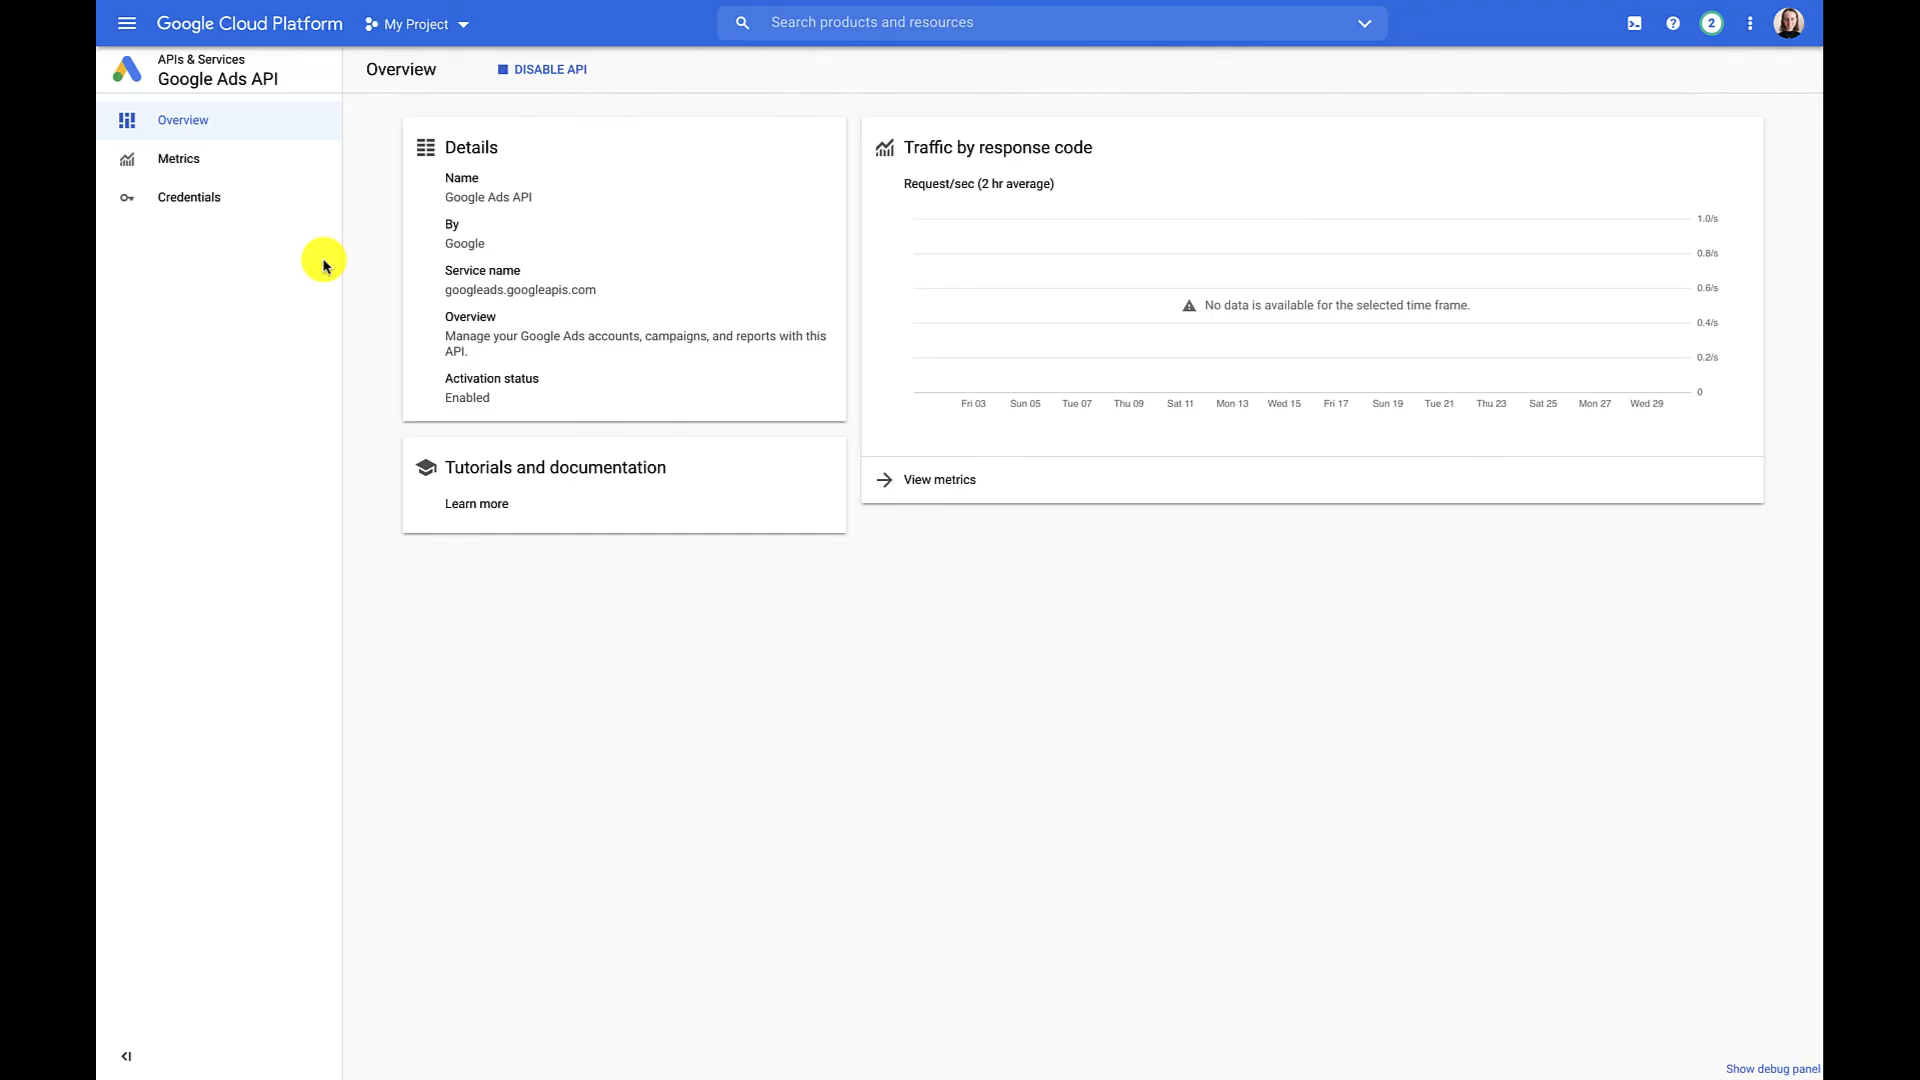 Google Cloud Platform
My Project
Search products and resources
2
APIs & Services
Google Ads API
Overview
DISABLE API
Overview
Metrics
Credentials
Details
Name
Google Ads API
By
Google
Service name
googleads.googleapis.com
Overview
Manage your Google Ads accounts, campaigns, and reports with this
API.
Activation status
Enabled
Tutorials and documentation
Learn more
Traffic by response code
Request/sec (2 hr average)
1.0/s
0.8/s
0.6/s
No data is available for the selected time frame.
0.4/s
0.2/s
0
Fri 03 Sun 05 Tue 07 Thu 09 Sat 11 Mon 13 Wed 15 Fri 17 Sun 19 Tue 21 Thu 23 Sat 25 Mon 27 Wed 29
View metrics
Show debug panel